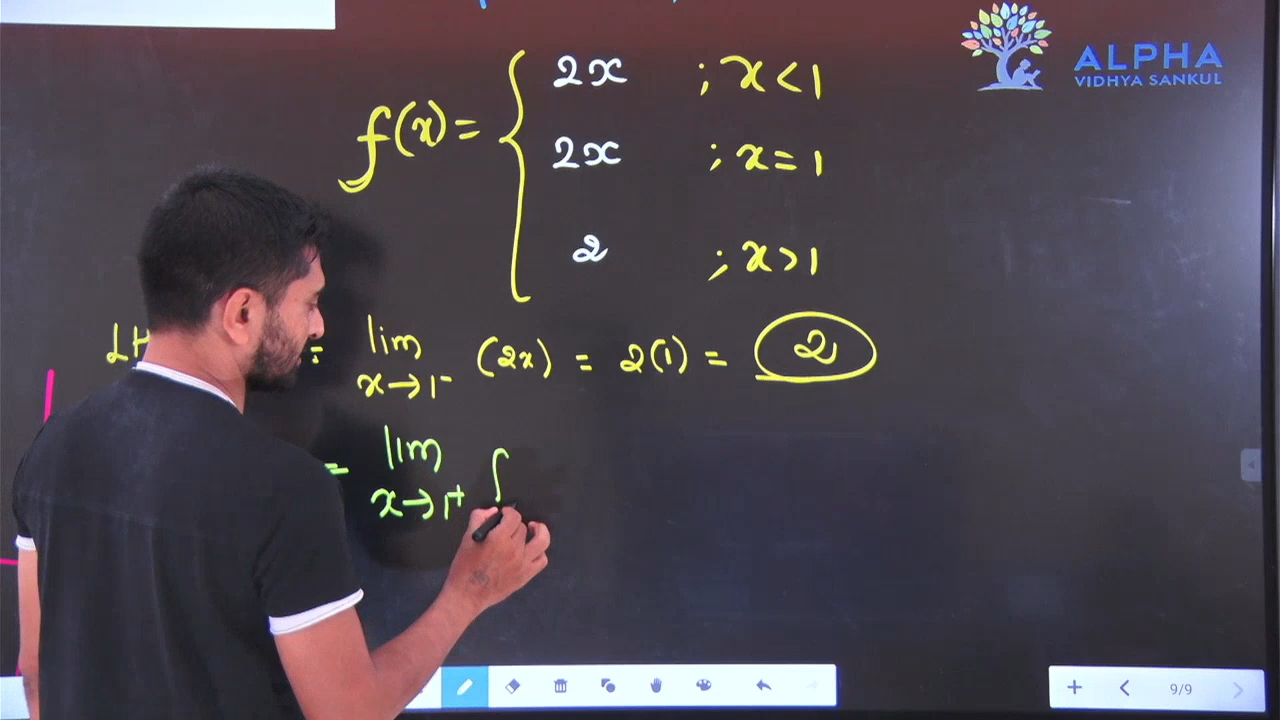 ALPHA
VIDHYA SANKUL
f(x) = { 2x ; x < 1
2x ; x = 1
2 ; x > 1
LH = lim x→1⁻ (2x) = 2(1) = 2
= lim x→1⁺
9/9